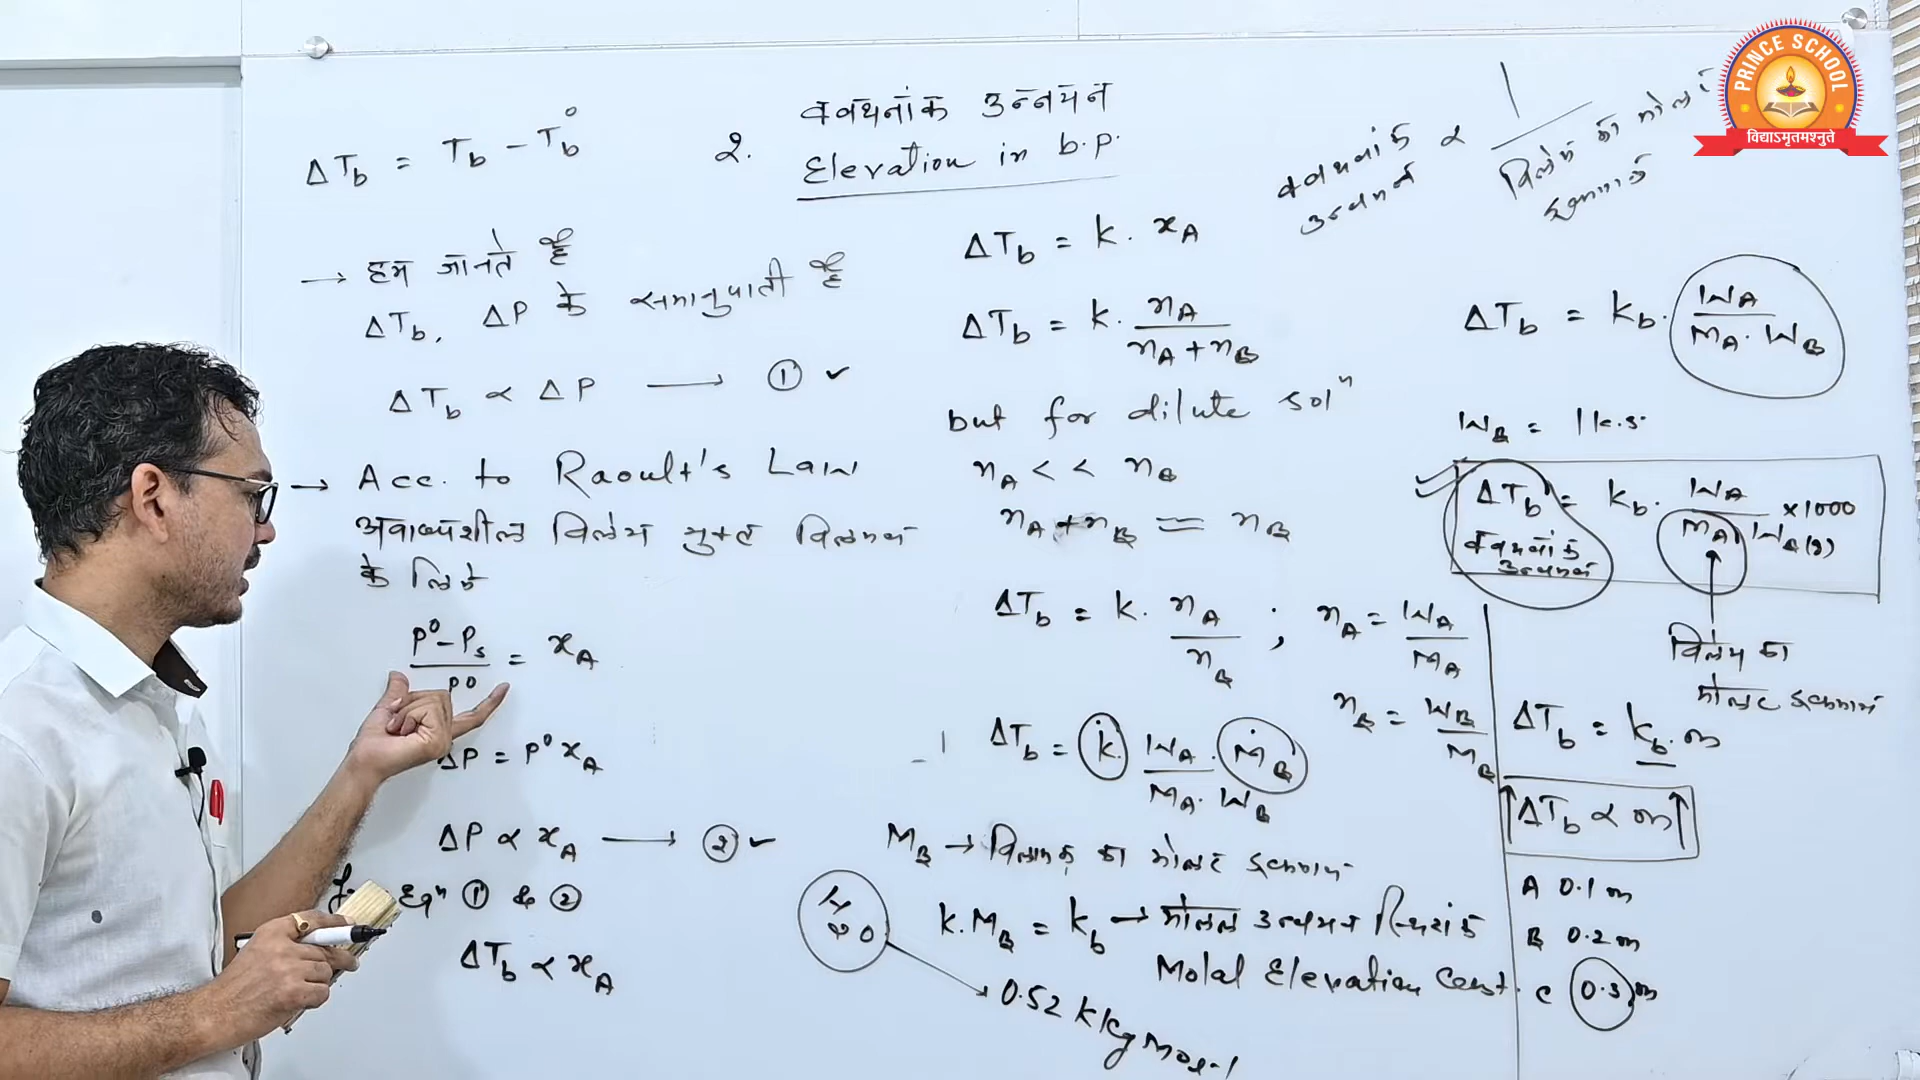 PRINCE SCHOOL
विद्याऽमृतमश्नुते
ΔTb = Tb - Tb°
→ हम जानते है
ΔTb, ΔP के समानुपाती है
ΔTb ∝ ΔP → ① ✓
→ Acc. to Raoult's Law
अवाष्पशील विलेय युक्त विलयन
के लिये
P⁰-Ps / P⁰ = xA
ΔP = P⁰ xA
ΔP ∝ xA → ② ✓
Eqⁿ ① & ②
ΔTb ∝ xA
2. क्वथनांक उन्नयन
Elevation in b.p.
ΔTb = k. xA
ΔTb = k. nA / nA + nB
but for dilute solⁿ
nA << nB
nA + nB ≈ nB
ΔTb = k. nA / nB ; nA = WA / MA
nB = WB / MB
ΔTb = k. WA . MB / MA . WB
MB → विलायक का मोलर द्रव्यमान
k.MB = kb → मोलल उन्नयन स्थिरांक
Molal Elevation Const.
H2O
0.52 k kg mol-1
क्वथनांक उन्नयन ∝ 1 / विलेय का मोलर द्रव्यमान
ΔTb = kb. WA / MA . WB
WB = 1 k.g.
ΔTb = kb. WA / MA . WB(g) ×1000
क्वथनांक
उन्नयन
विलेय का
मोलर द्रव्यमान
ΔTb = kb. m
↑ ΔTb ∝ m ↑
A 0.1 m
B 0.2 m
C 0.3 m